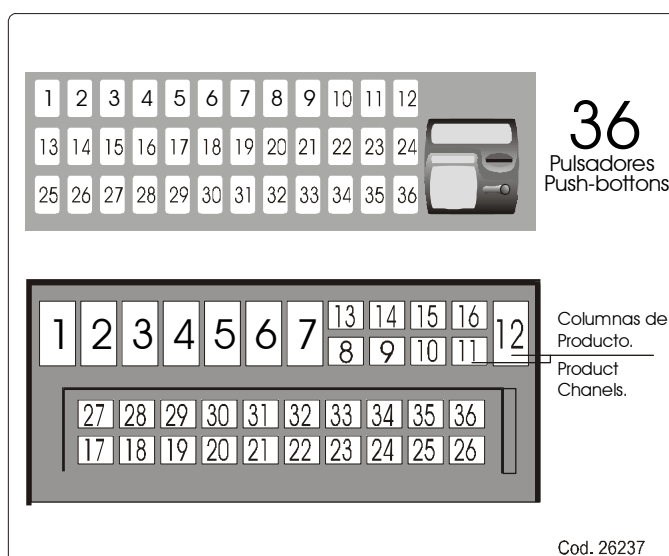 1 2 3 4 5 6 7 8 9 10 11 12
13 14 15 16 17 18 19 20 21 22 23 24
25 26 27 28 29 30 31 32 33 34 35 36
36
Pulsadores
Push-bottons
1 2 3 4 5 6 7 13 14 15 16 12
8 9 10 11
27 28 29 30 31 32 33 34 35 36
17 18 19 20 21 22 23 24 25 26
Columnas de
Producto.
Product
Chanels.
Cod. 26237